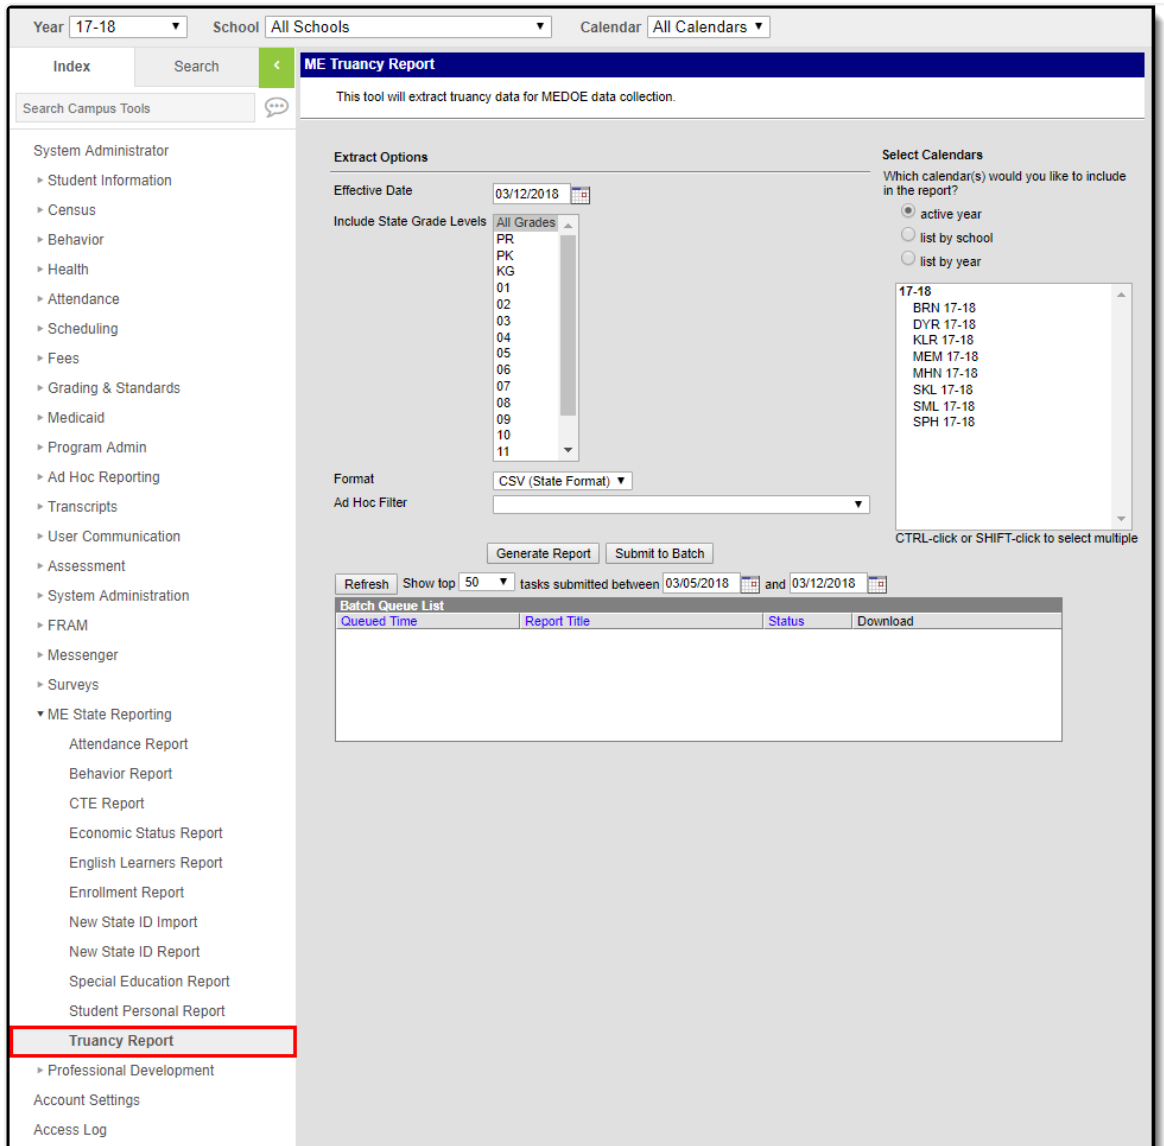 Year 17-18 School All Schools Calendar All Calendars
Index Search
Search Campus Tools
System Administrator
Student Information
Census
Behavior
Health
Attendance
Scheduling
Fees
Grading & Standards
Medicaid
Program Admin
Ad Hoc Reporting
Transcripts
User Communication
Assessment
System Administration
FRAM
Messenger
Surveys
ME State Reporting
Attendance Report
Behavior Report
CTE Report
Economic Status Report
English Learners Report
Enrollment Report
New State ID Import
New State ID Report
Special Education Report
Student Personal Report
Truancy Report
Professional Development
Account Settings
Access Log
ME Truancy Report
This tool will extract truancy data for MEDOE data collection.
Extract Options
Effective Date 03/12/2018
Include State Grade Levels All Grades
PR
PK
KG
01
02
03
04
05
06
07
08
09
10
11
Format CSV (State Format)
Ad Hoc Filter
Generate Report Submit to Batch
Select Calendars
Which calendar(s) would you like to include
in the report?
active year
list by school
list by year
17-18
BRN 17-18
DYR 17-18
KLR 17-18
MEM 17-18
MHN 17-18
SKL 17-18
SML 17-18
SPH 17-18
CTRL-click or SHIFT-click to select multiple
Refresh Show top 50 tasks submitted between 03/05/2018 and 03/12/2018
Batch Queue List
Queued Time Report Title Status Download